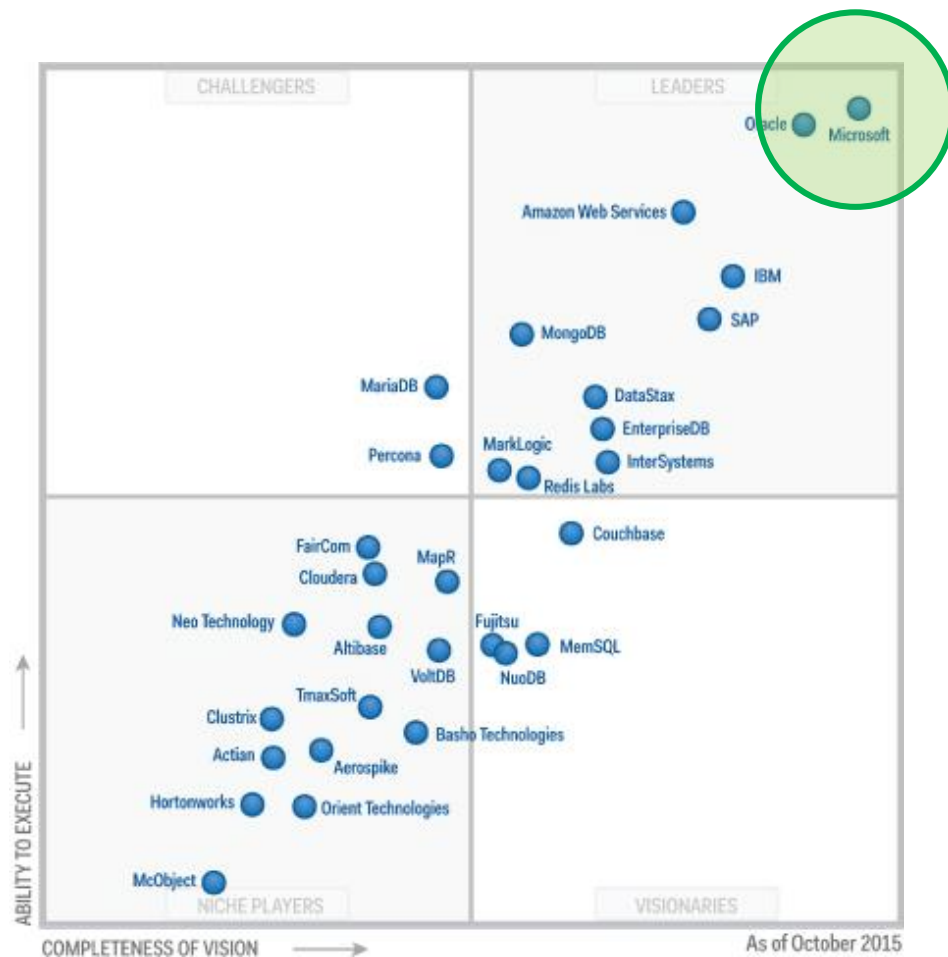 CHALLENGERS
LEADERS
Oracle
Microsoft
Amazon Web Services
IBM
SAP
MongoDB
MariaDB
DataStax
EnterpriseDB
MarkLogic
Percona
InterSystems
Redis Labs
Couchbase
FairCom
MapR
Cloudera
Neo Technology
Fujitsu
Altibase
MemSQL
VoltDB
NuoDB
TmaxSoft
Clustrix
Basho Technologies
Actian
Aerospike
Hortonworks
Orient Technologies
McObject
NICHE PLAYERS
VISIONARIES
ABILITY TO EXECUTE
COMPLETENESS OF VISION
As of October 2015